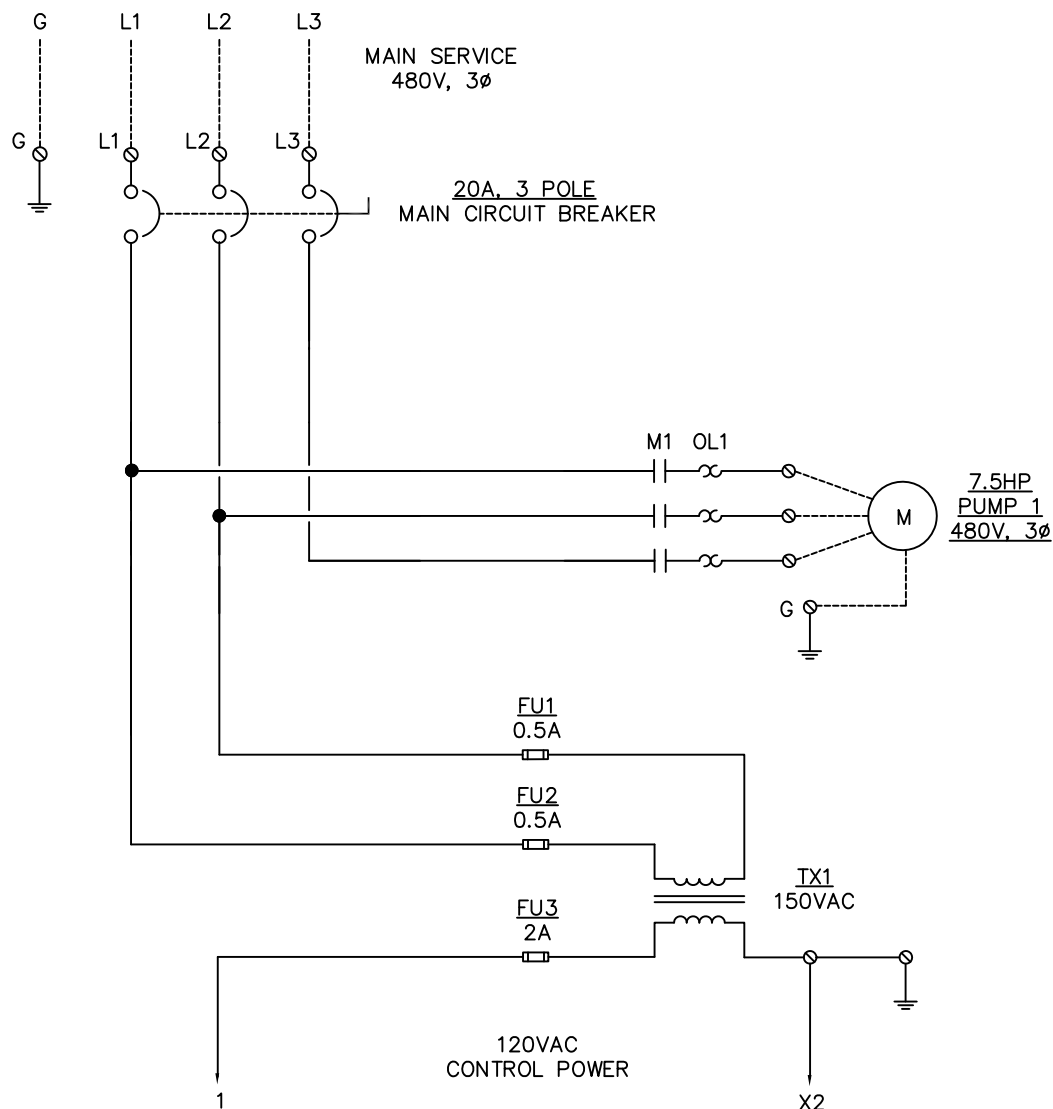 G
L1
L2
L3
MAIN SERVICE
480V, 3ø
G
L1
L2
L3
20A, 3 POLE
MAIN CIRCUIT BREAKER
M1
OL1
M
7.5HP
PUMP 1
480V, 3ø
G
FU1
0.5A
FU2
0.5A
TX1
150VAC
FU3
2A
120VAC
CONTROL POWER
1
X2